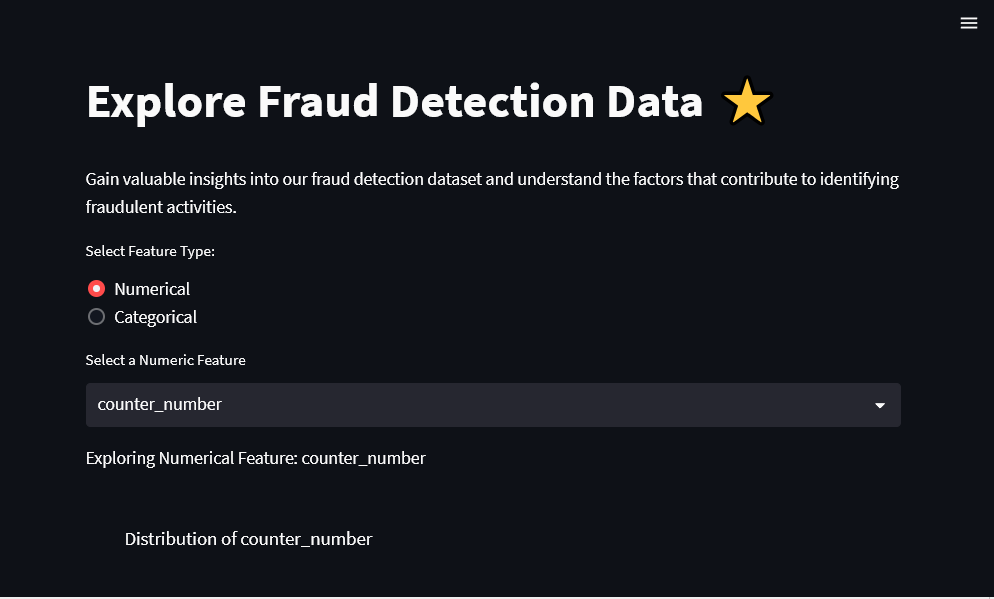 Explore Fraud Detection Data ⭐
Gain valuable insights into our fraud detection dataset and understand the factors that contribute to identifying
fraudulent activities.
Select Feature Type:
Numerical
Categorical
Select a Numeric Feature
counter_number
Exploring Numerical Feature: counter_number
Distribution of counter_number